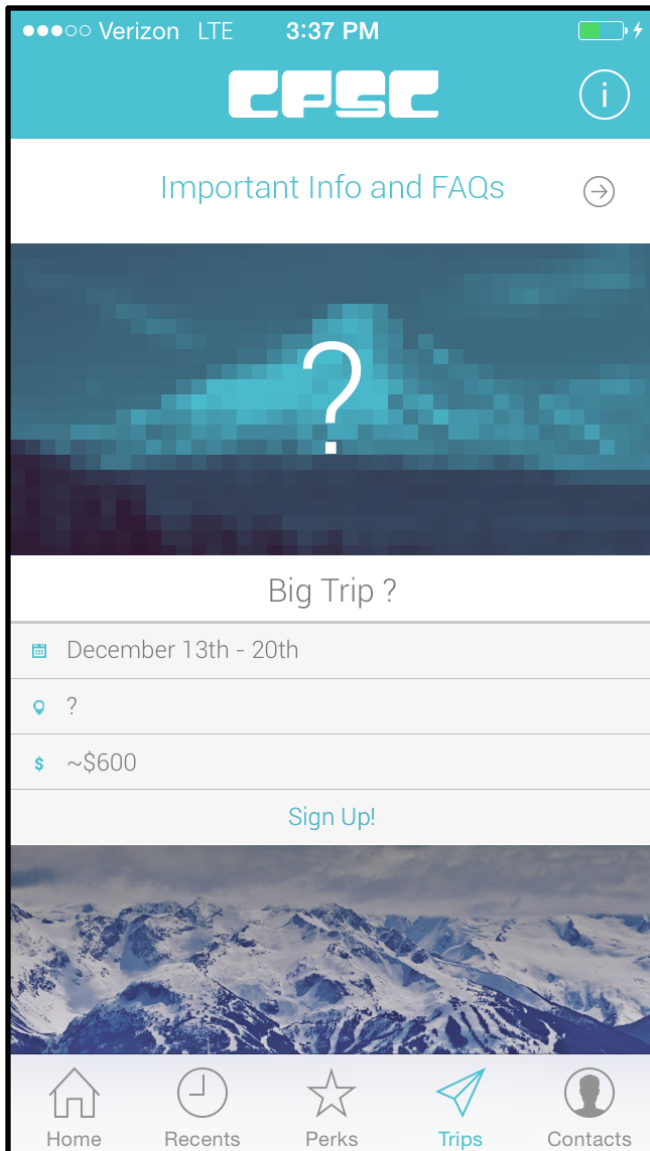 Verizon LTE 3:37 PM
CPSC
i
Important Info and FAQs
?
Big Trip ?
December 13th - 20th
?
$ ~$600
Sign Up!
Home Recents Perks Trips Contacts